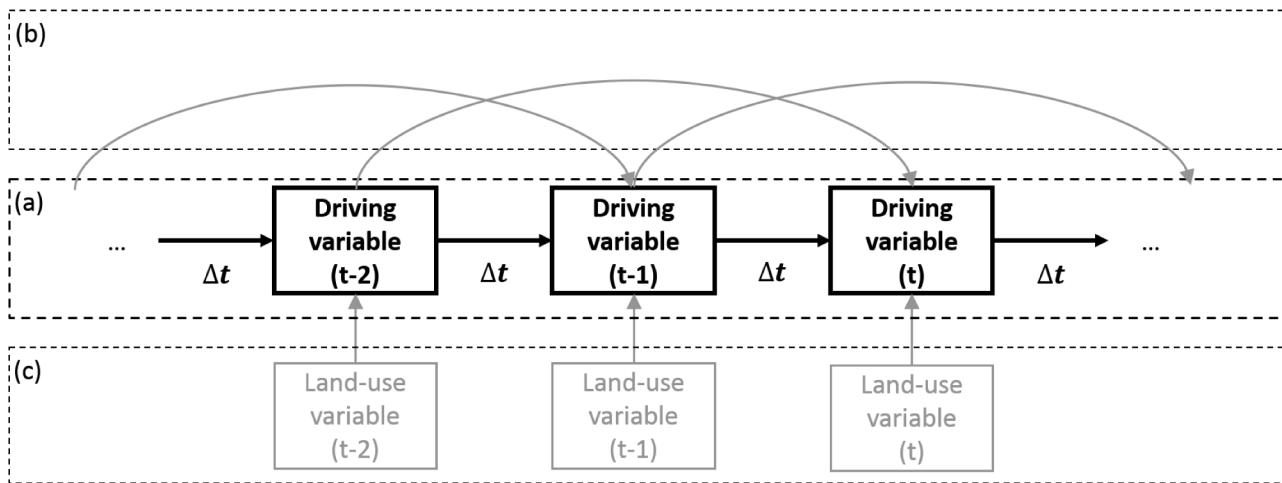 (b)
(a)
...
Δt
Driving
variable
(t-2)
Δt
Driving
variable
(t-1)
Δt
Driving
variable
(t)
Δt
...
(c)
Land-use
variable
(t-2)
Land-use
variable
(t-1)
Land-use
variable
(t)